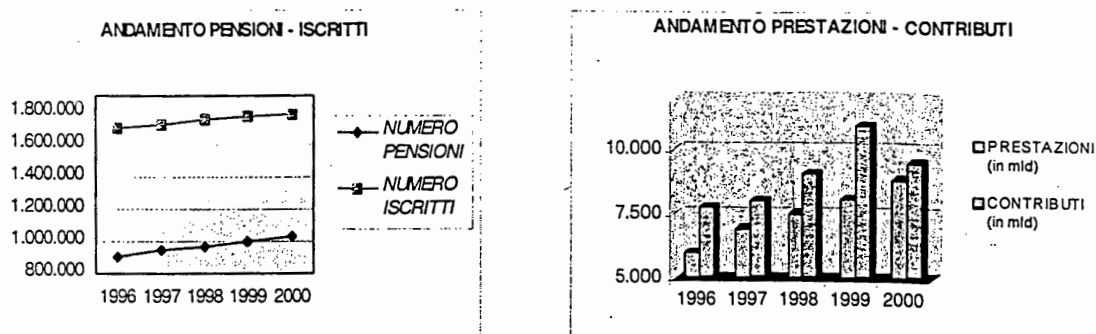 ANDAMENTO PENSIONI - ISCRITTI
1.800.000
1.600.000
1.400.000
1.200.000
1.000.000
800.000
1996 1997 1998 1999 2000
NUMERO
PENSIONI
NUMERO
ISCRITTI
ANDAMENTO PRESTAZIONI - CONTRIBUTI
10.000
7.500
5.000
1996 1997 1998 1999 2000
PRESTAZIONI
(in mld)
CONTRIBUTI
(in mld)